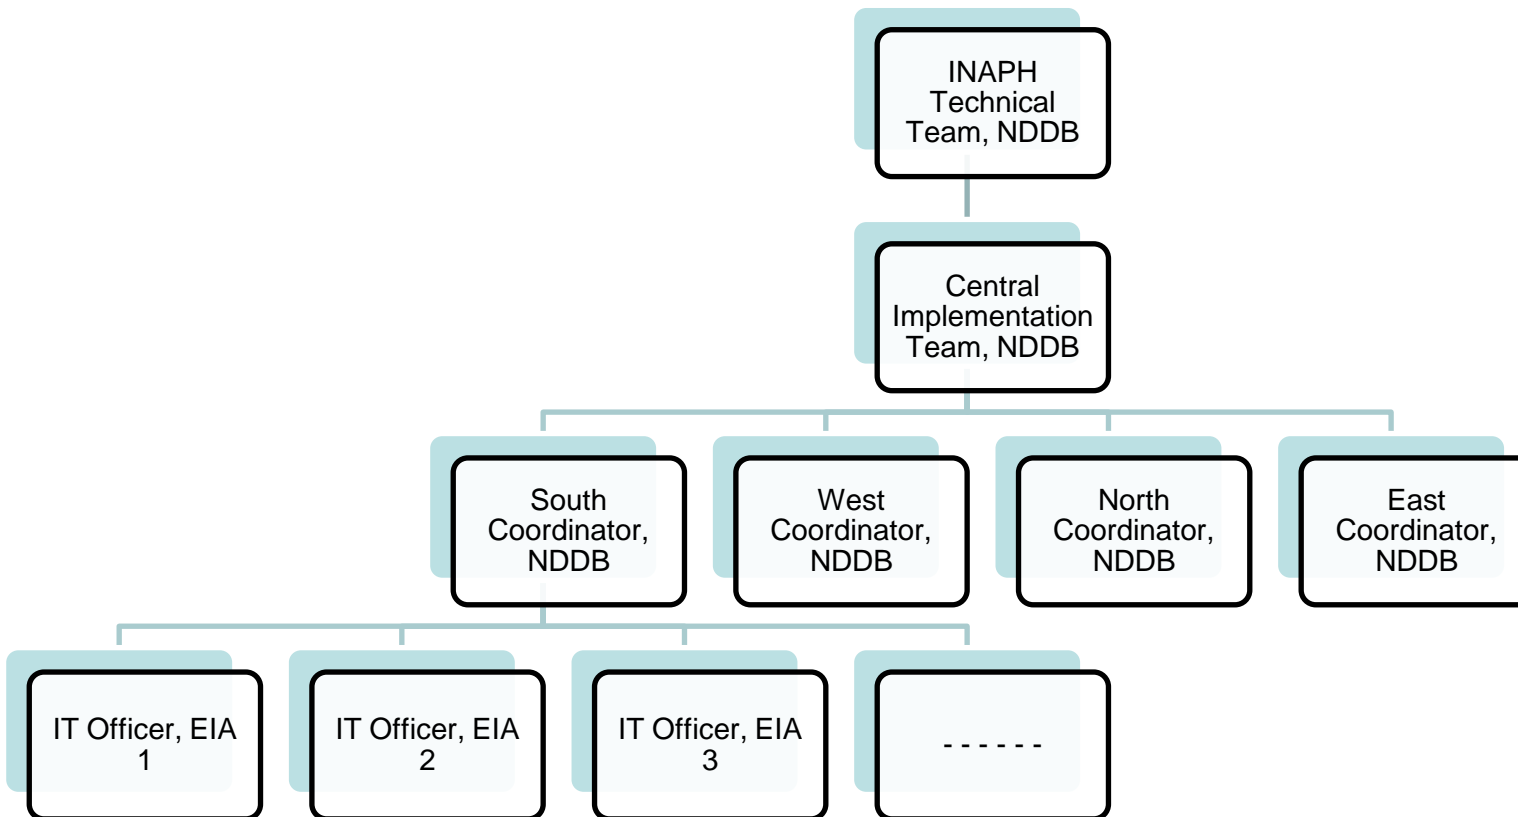 INAPH
Technical
Team, NDDB
Central
Implementation
Team, NDDB
South
Coordinator,
NDDB
West
Coordinator,
NDDB
North
Coordinator,
NDDB
East
Coordinator,
NDDB
IT Officer, EIA
1
IT Officer, EIA
2
IT Officer, EIA
3
- - - - - -